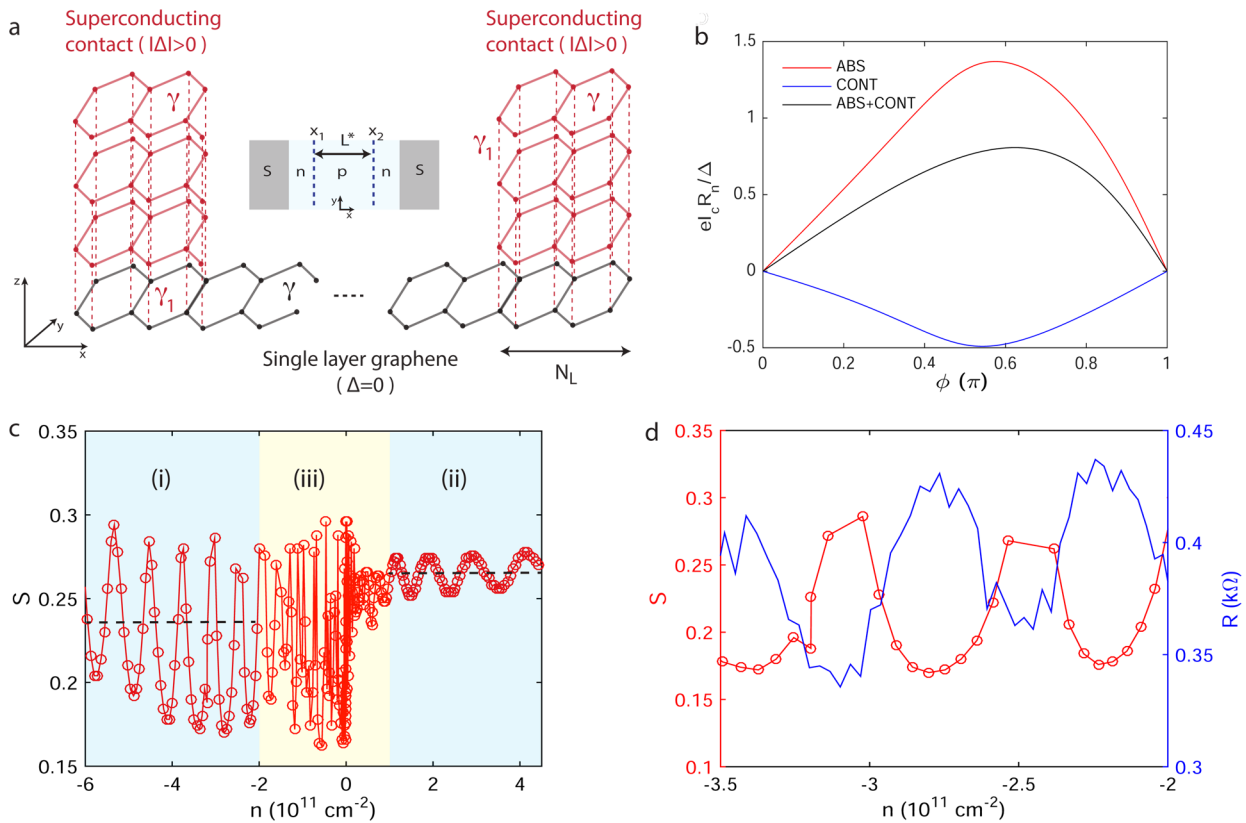 a
Superconducting
contact ( |Δ|>0 )
Superconducting
contact ( |Δ|>0 )
γ
γ
γ1
x1
x2
L*
S
n
p
n
S
y
x
z
y
x
γ1
γ
Single layer graphene
( Δ=0 )
NL
b
ABS
CONT
ABS+CONT
eIcRn/Δ
1.5
1
0.5
0
-0.5
0
0.2
0.4
0.6
0.8
1
ϕ (π)
c
(i)
(iii)
(ii)
S
0.35
0.3
0.25
0.2
0.15
-6
-4
-2
0
2
4
n (10¹¹ cm⁻²)
d
S
0.35
0.3
0.25
0.2
0.15
0.1
-3.5
-3
-2.5
-2
n (10¹¹ cm⁻²)
0.45
0.4
0.35
0.3
R (kΩ)